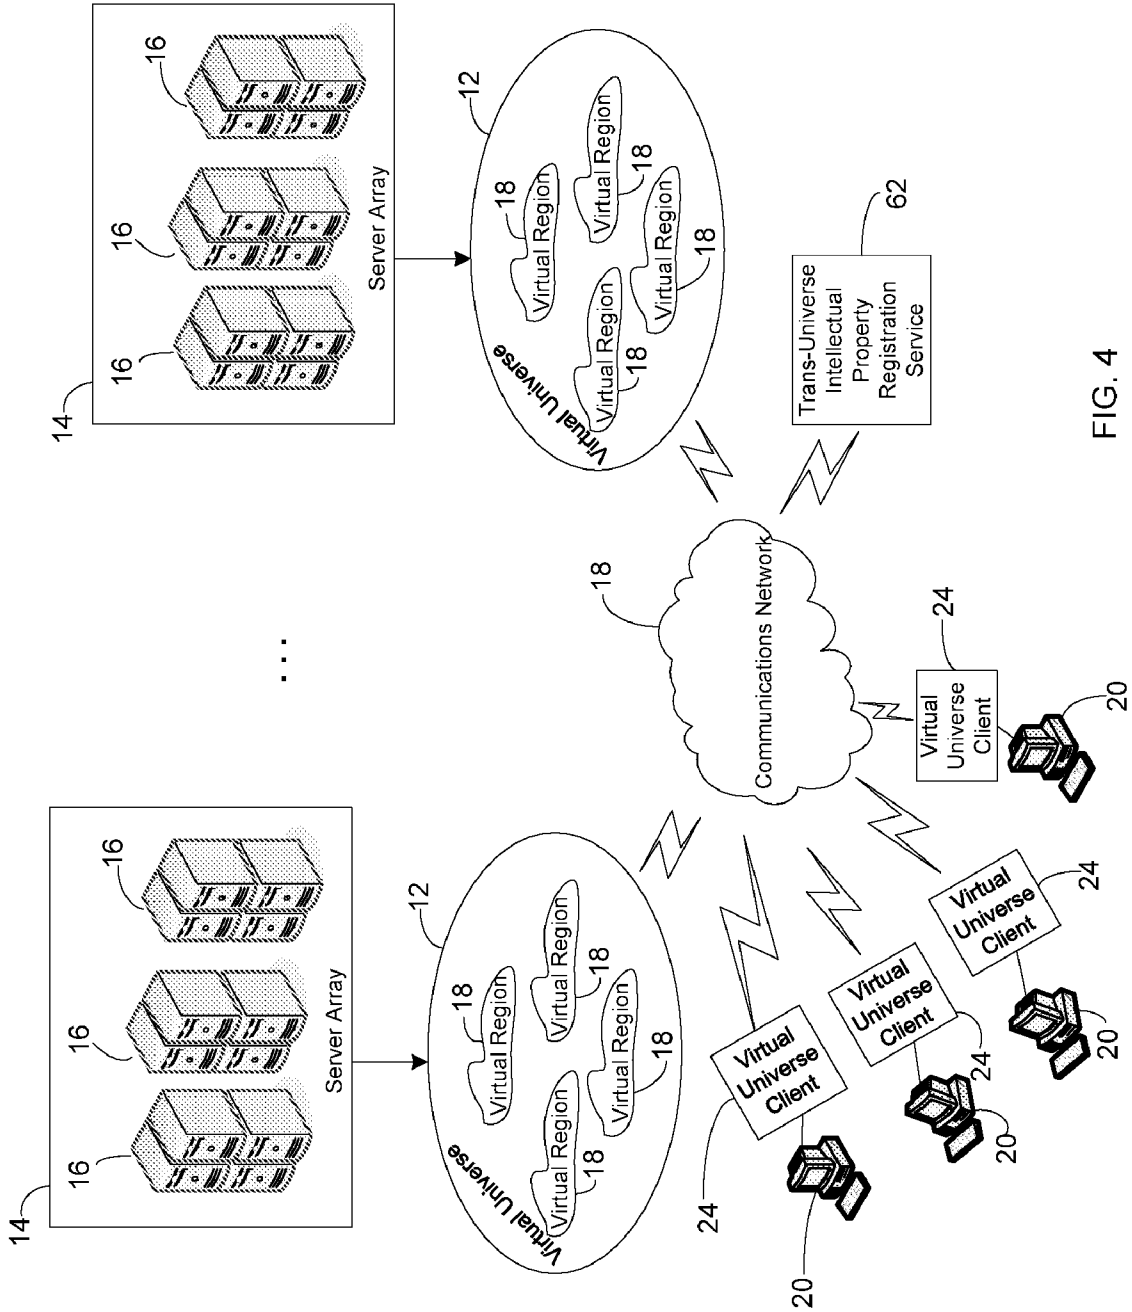 14
16
16
16
Server Array
12
Virtual Universe
18
Virtual Region
Virtual Region
18
Virtual Region
18
Virtual Region
18
. . .
14
16
16
16
Server Array
12
Virtual Universe
18
Virtual Region
Virtual Region
18
Virtual Region
18
Virtual Region
18
18
Communications Network
62
Trans-Universe
Intellectual
Property
Registration
Service
24
Virtual
Universe
Client
20
Virtual
Universe
Client
24
20
Virtual
Universe
Client
24
20
24
Virtual
Universe
Client
20
FIG. 4